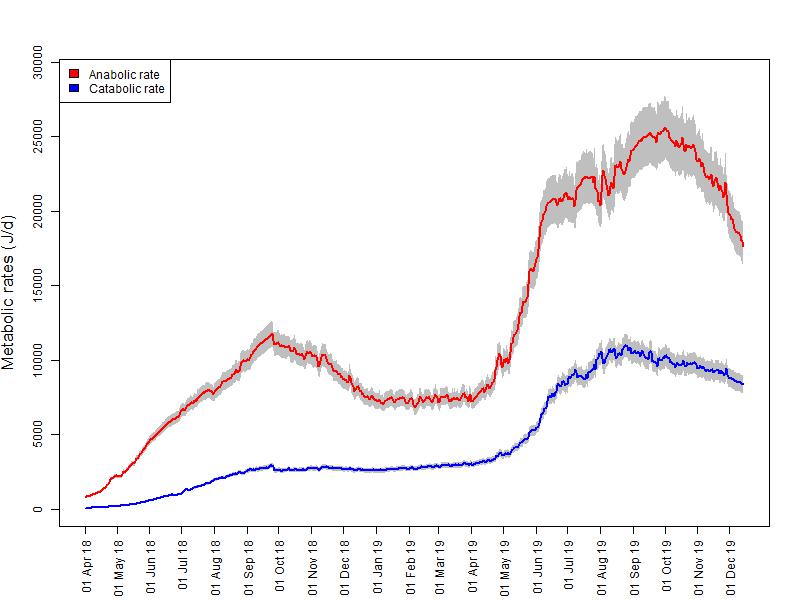 Anabolic rate
Catabolic rate
Metabolic rates (J/d)
30000
25000
20000
15000
10000
5000
0
01 Apr 18
01 May 18
01 Jun 18
01 Jul 18
01 Aug 18
01 Sep 18
01 Oct 18
01 Nov 18
01 Dec 18
01 Jan 19
01 Feb 19
01 Mar 19
01 Apr 19
01 May 19
01 Jun 19
01 Jul 19
01 Aug 19
01 Sep 19
01 Oct 19
01 Nov 19
01 Dec 19